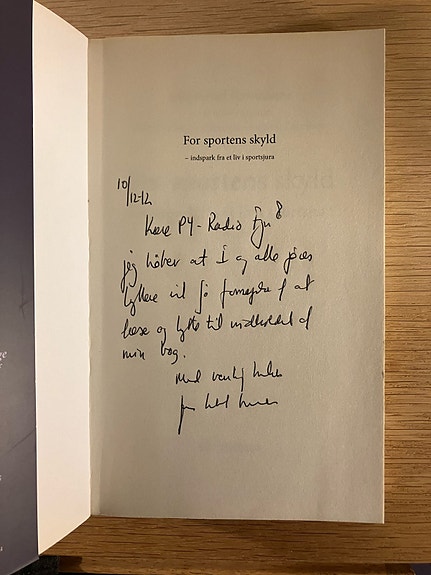 For sportens skyld
– indspark fra et liv i sportsjura
10/
12-12
Kære P4-Radio Fyn
jeg håber at I og alle jeres
lyttere vil få fornøjelse af at
læse og lytte til indholdet af
min bog.
Med venlig hilsen